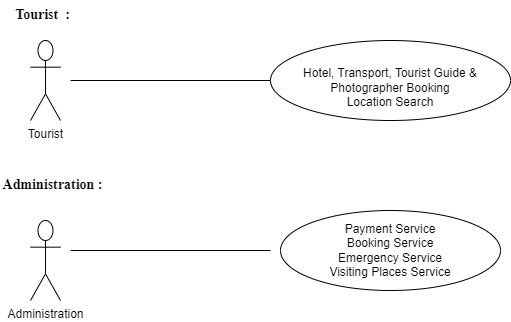 Tourist :
Hotel, Transport, Tourist Guide &
Photographer Booking
Location Search
Tourist
Administration :
Payment Service
Booking Service
Emergency Service
Visiting Places Service
Administration